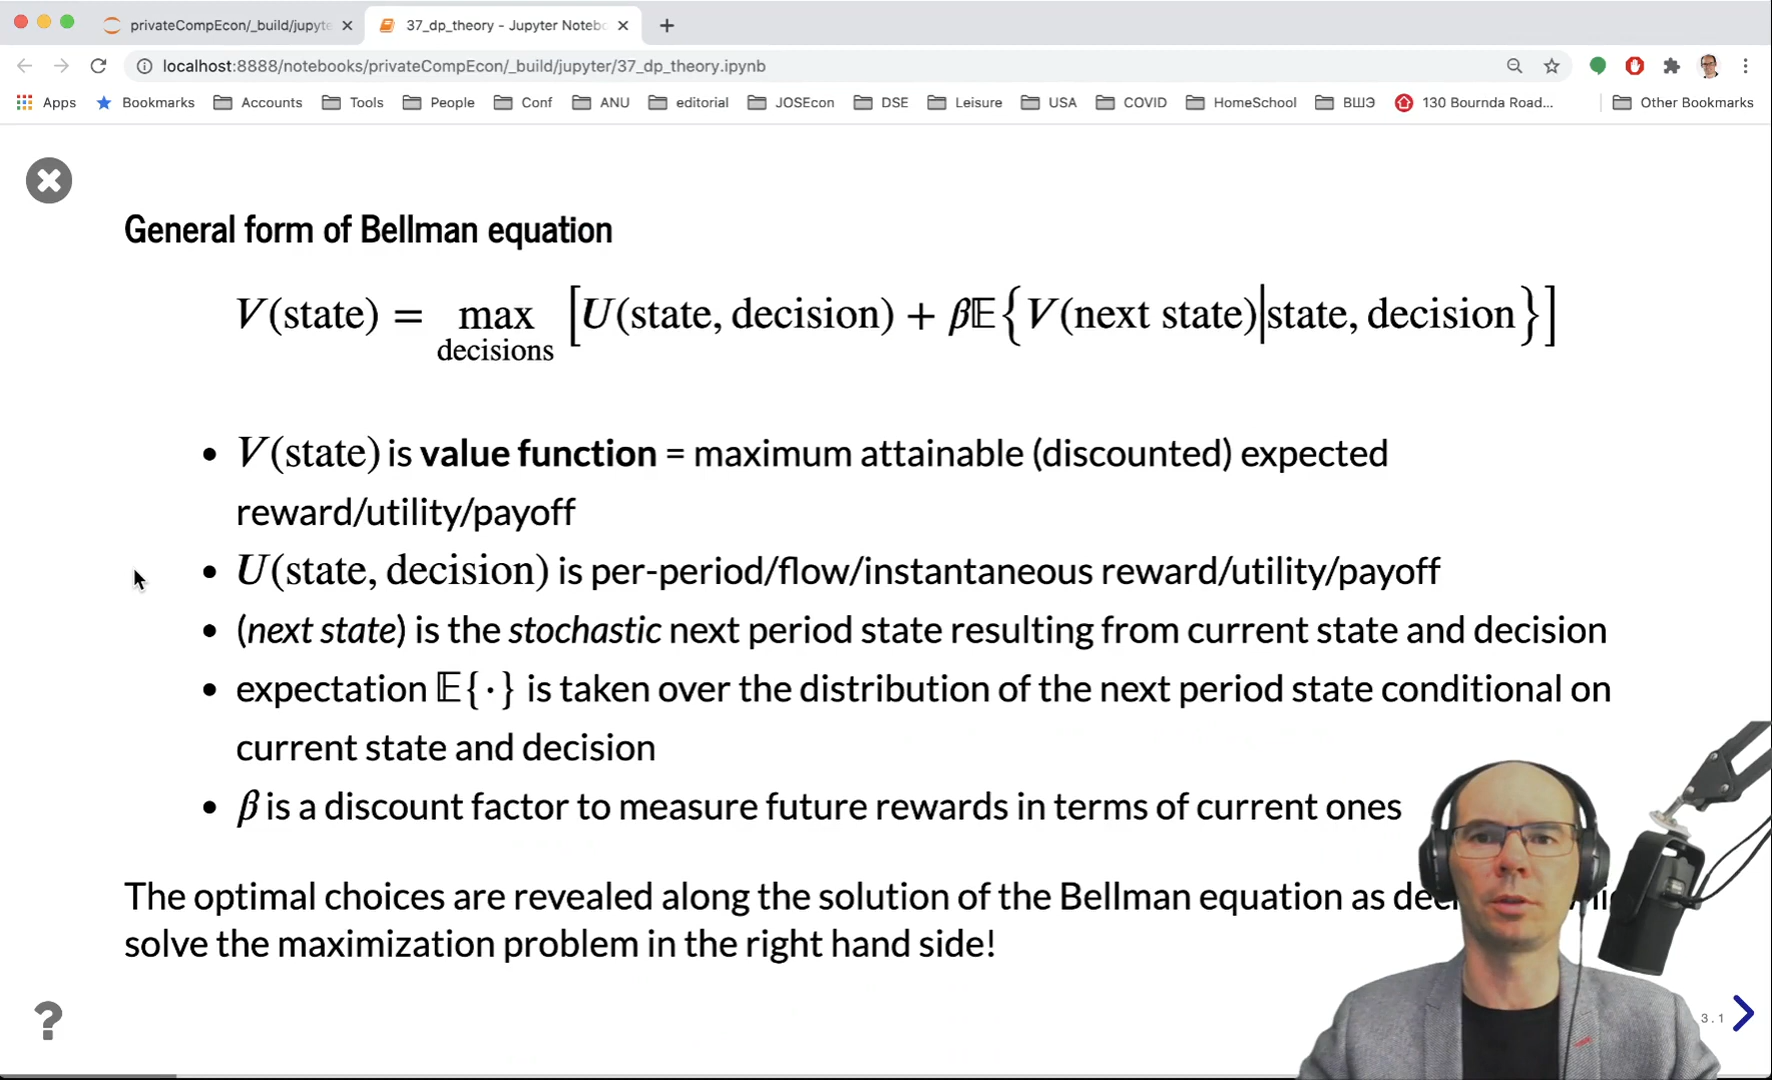 privateCompEcon/_build/jupyte
37_dp_theory - Jupyter Notebo
localhost:8888/notebooks/privateCompEcon/_build/jupyter/37_dp_theory.ipynb
Apps Bookmarks Accounts Tools People Conf ANU editorial JOSEcon DSE Leisure USA COVID HomeSchool ВШЭ 130 Bournda Road... Other Bookmarks
General form of Bellman equation
V(state) = max [U(state, decision) + β𝔼{V(next state)|state, decision}]
decisions
• V(state) is value function = maximum attainable (discounted) expected
reward/utility/payoff
• U(state, decision) is per-period/flow/instantaneous reward/utility/payoff
• (next state) is the stochastic next period state resulting from current state and decision
• expectation 𝔼{·} is taken over the distribution of the next period state conditional on
current state and decision
• β is a discount factor to measure future rewards in terms of current ones
The optimal choices are revealed along the solution of the Bellman equation as
solve the maximization problem in the right hand side!
?
3.1